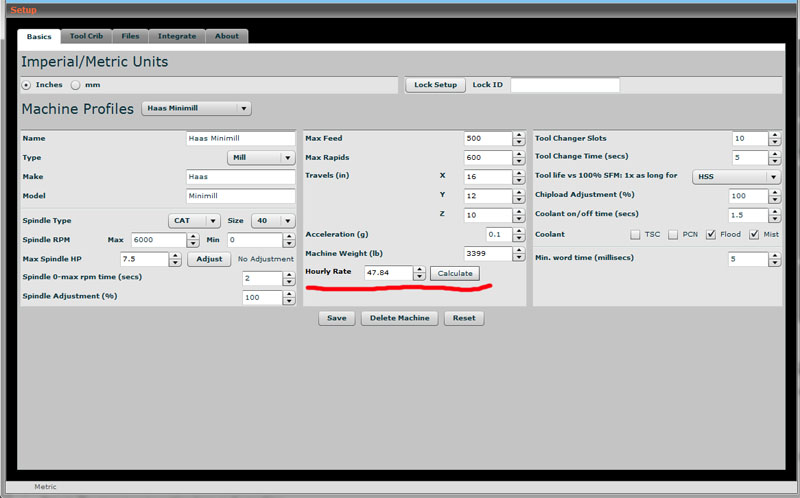 Setup
Basics Tool Crib Files Integrate About
Imperial/Metric Units
Inches mm Lock Setup Lock ID
Machine Profiles Haas Minimill
Name Haas Minimill
Type Mill
Make Haas
Model Minimill
Spindle Type CAT Size 40
Spindle RPM Max 6000 Min 0
Max Spindle HP 7.5 Adjust No Adjustment
Spindle 0-max rpm time (secs) 2
Spindle Adjustment (%) 100
Max Feed 500
Max Rapids 600
Travels (in) X 16
Y 12
Z 10
Acceleration (g) 0.1
Machine Weight (lb) 3399
Hourly Rate 47.84 Calculate
Tool Changer Slots 10
Tool Change Time (secs) 5
Tool life vs 100% SFM: 1x as long for HSS
Chipload Adjustment (%) 100
Coolant on/off time (secs) 1.5
Coolant TSC PCN Flood Mist
Min. word time (millisecs) 5
Save Delete Machine Reset
Metric